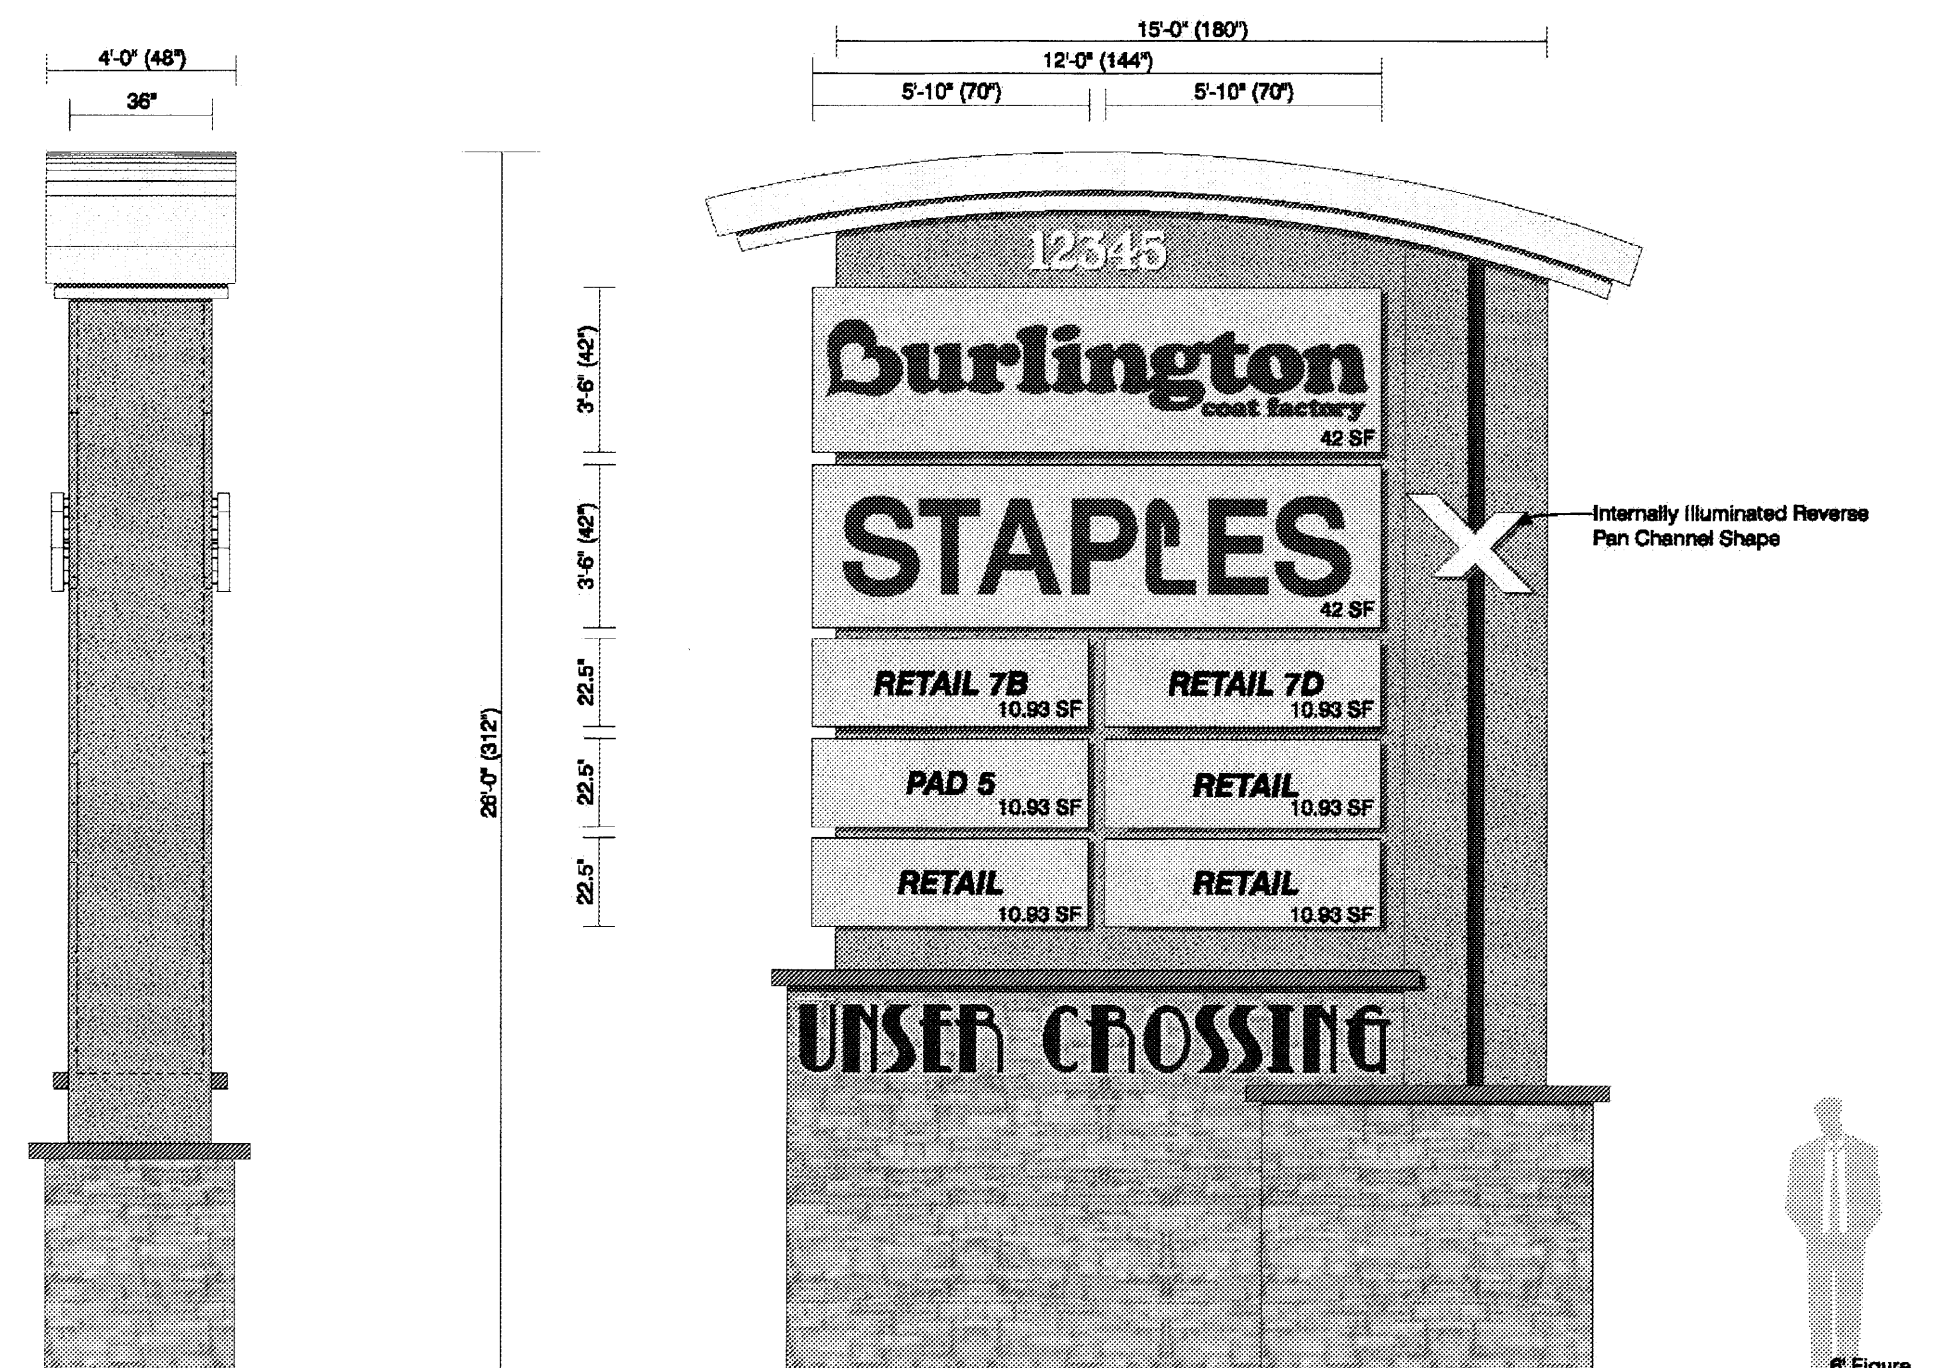 15'-0" (180")
4'-0" (48")
12'-0" (144")
36"
5'-10" (70")
5'-10" (70")
12345
3'-6" (42")
Burlington
coat factory
42 SF
3'-6" (42")
STAPLES
42 SF
Internally Illuminated Reverse
Pan Channel Shape
26'-0" (312")
22.5"
RETAIL 7B
10.93 SF
RETAIL 7D
10.93 SF
22.5"
PAD 5
10.93 SF
RETAIL
10.93 SF
22.5"
RETAIL
10.93 SF
RETAIL
10.93 SF
UNSER CROSSING
6' Figure